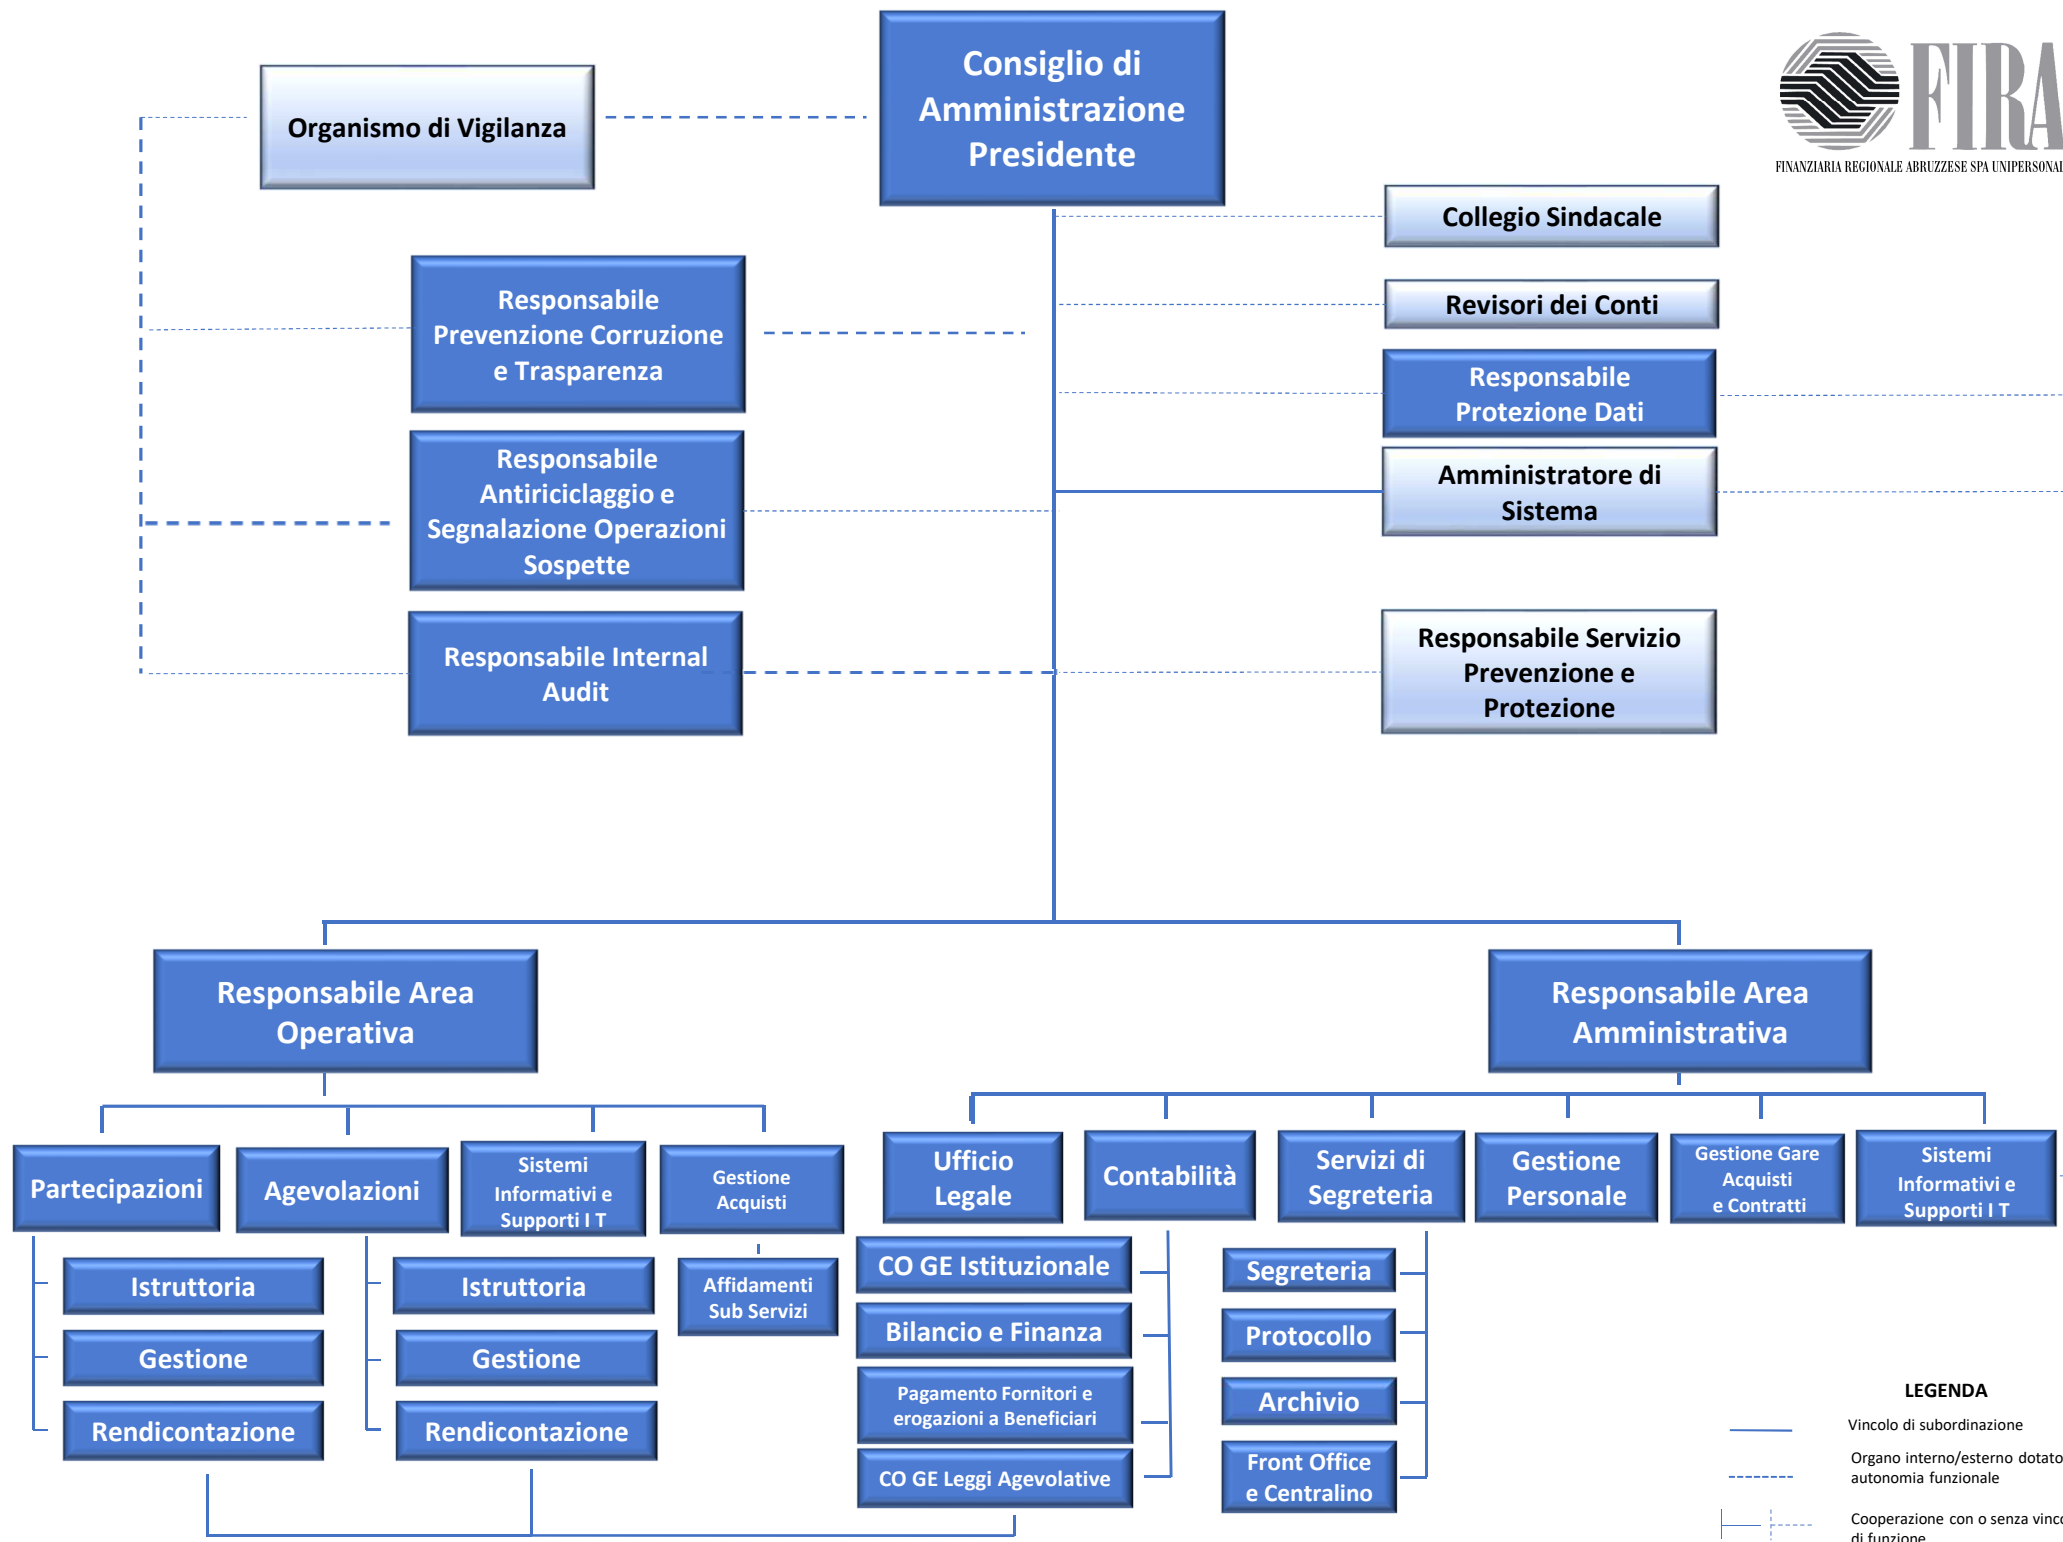 Consiglio di
Amministrazione
Presidente
Organismo di Vigilanza
FIRA
FINANZIARIA REGIONALE ABRUZZESE SPA UNIPERSONAL
Collegio Sindacale
Responsabile
Prevenzione Corruzione
e Trasparenza
Revisori dei Conti
Responsabile
Protezione Dati
Responsabile
Antiriciclaggio e
Segnalazione Operazioni
Sospette
Amministratore di
Sistema
Responsabile Internal
Audit
Responsabile Servizio
Prevenzione e
Protezione
Responsabile Area
Operativa
Responsabile Area
Amministrativa
Partecipazioni
Agevolazioni
Sistemi
Informativi e
Supporti I T
Gestione
Acquisti
Ufficio
Legale
Contabilità
Servizi di
Segreteria
Gestione
Personale
Gestione Gare
Acquisti
e Contratti
Sistemi
Informativi e
Supporti I T
Istruttoria
Gestione
Rendicontazione
Istruttoria
Gestione
Rendicontazione
Affidamenti
Sub Servizi
CO GE Istituzionale
Bilancio e Finanza
Pagamento Fornitori e
erogazioni a Beneficiari
CO GE Leggi Agevolative
Segreteria
Protocollo
Archivio
Front Office
e Centralino
LEGENDA
Vincolo di subordinazione
Organo interno/esterno dotato
autonomia funzionale
Cooperazione con o senza vinco
di funzione